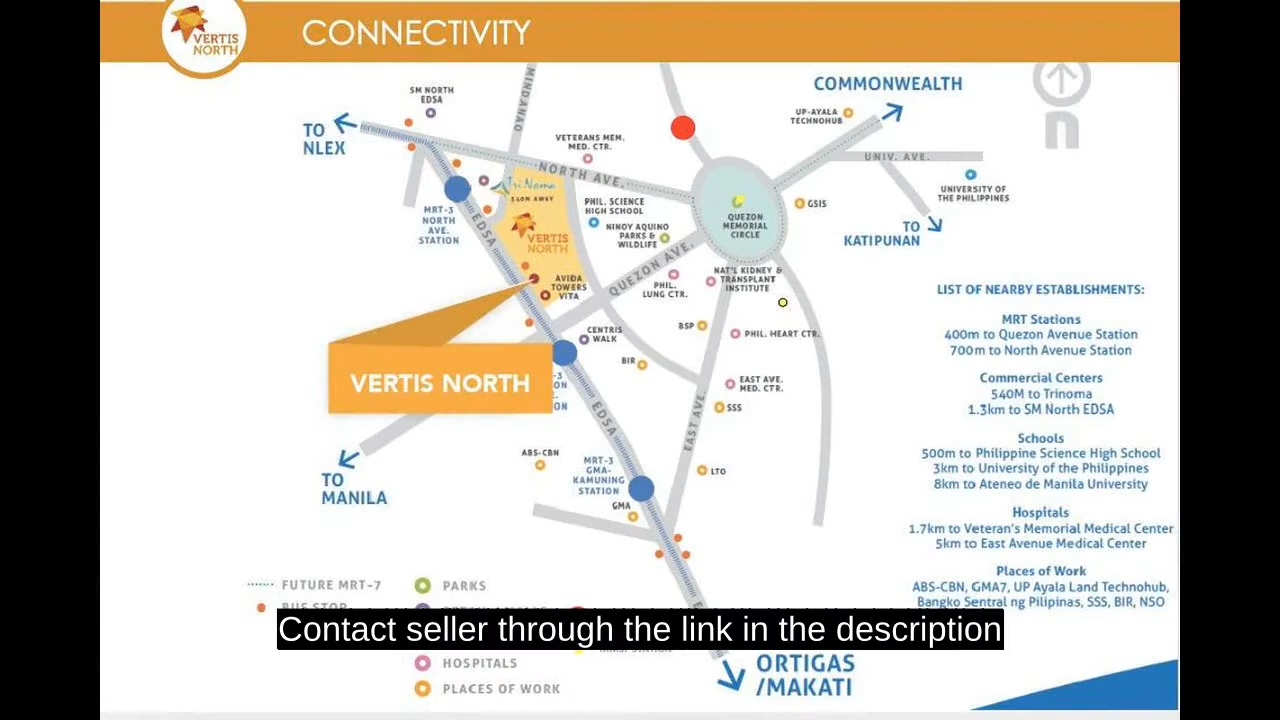 VERTIS
NORTH
CONNECTIVITY
SM NORTH
EDSA
MINDANAO
COMMONWEALTH
UP-AYALA
TECHNOHUB
TO
NLEX
VETERANS MEM.
MED. CTR.
UNIV. AVE.
NORTH AVE.
TriNoma
540M AWAY
UNIVERSITY OF
THE PHILIPPINES
PHIL. SCIENCE
HIGH SCHOOL
GSIS
MRT-3
NORTH
AVE.
STATION
EDSA
QUEZON
MEMORIAL
CIRCLE
NINOY AQUINO
PARKS &
WILDLIFE
TO
KATIPUNAN
VERTIS
NORTH
QUEZON AVE.
NAT'L KIDNEY &
TRANSPLANT
INSTITUTE
AVIDA
TOWERS
VITA
PHIL.
LUNG CTR.
LIST OF NEARBY ESTABLISHMENTS:
MRT Stations
400m to Quezon Avenue Station
700m to North Avenue Station
Commercial Centers
540M to Trinoma
1.3km to SM North EDSA
Schools
500m to Philippine Science High School
3km to University of the Philippines
8km to Ateneo de Manila University
Hospitals
1.7km to Veteran's Memorial Medical Center
5km to East Avenue Medical Center
Places of Work
ABS-CBN, GMA7, UP Ayala Land Technohub,
Bangko Sentral ng Pilipinas, SSS, BIR, NSO
CENTRIS
WALK
BSP
PHIL. HEART CTR.
BIR
VERTIS NORTH
EAST AVE.
MED. CTR.
SSS
EDSA
EAST AVE.
ABS-CBN
MRT-3
GMA-
KAMUNING
STATION
LTO
TO
MANILA
GMA
FUTURE MRT-7
BUS STOP
PARKS
HOSPITALS
PLACES OF WORK
Contact seller through the link in the description
ORTIGAS
/MAKATI